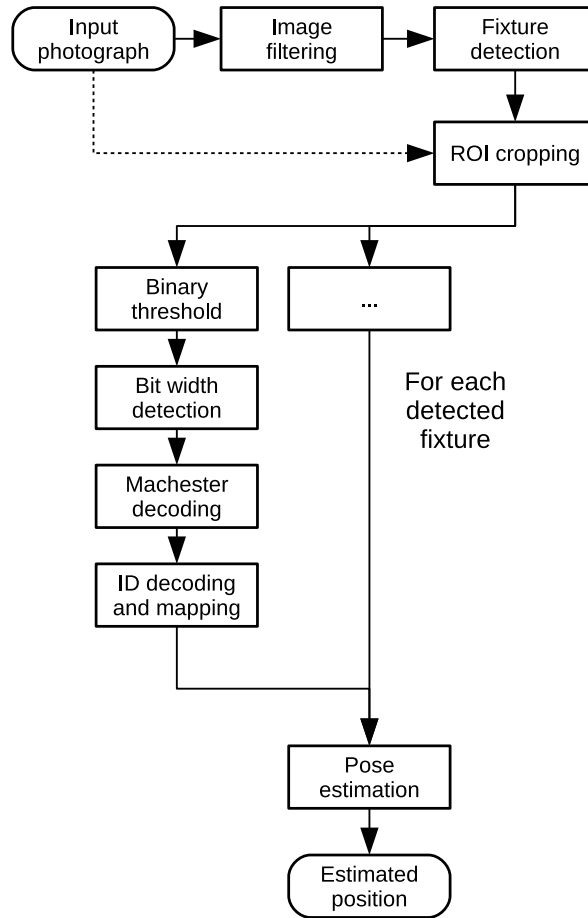 Input
photograph
Image
filtering
Fixture
detection
ROI cropping
Binary
threshold
...
Bit width
detection
For each
detected
fixture
Machester
decoding
ID decoding
and mapping
Pose
estimation
Estimated
position